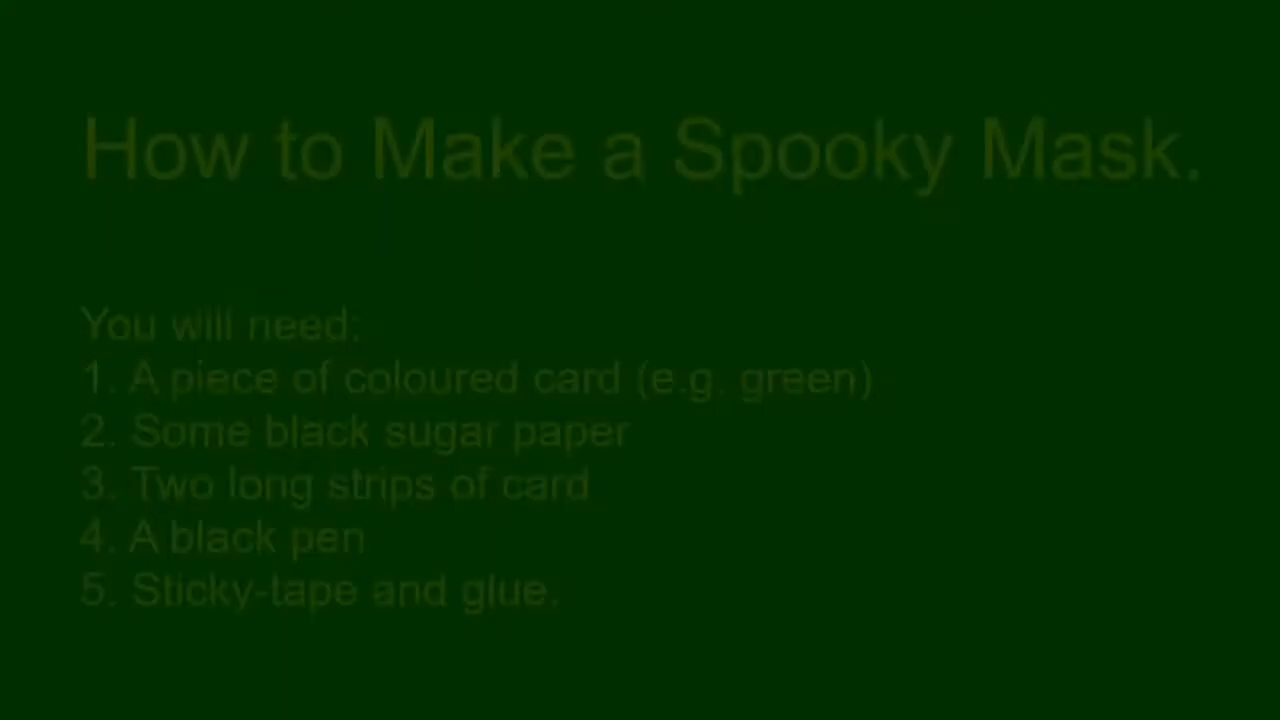 How to Make a Spooky Mask.
You will need:
1. A piece of coloured card (e.g. green)
2. Some black sugar paper
3. Two long strips of card
4. A black pen
5. Sticky-tape and glue.